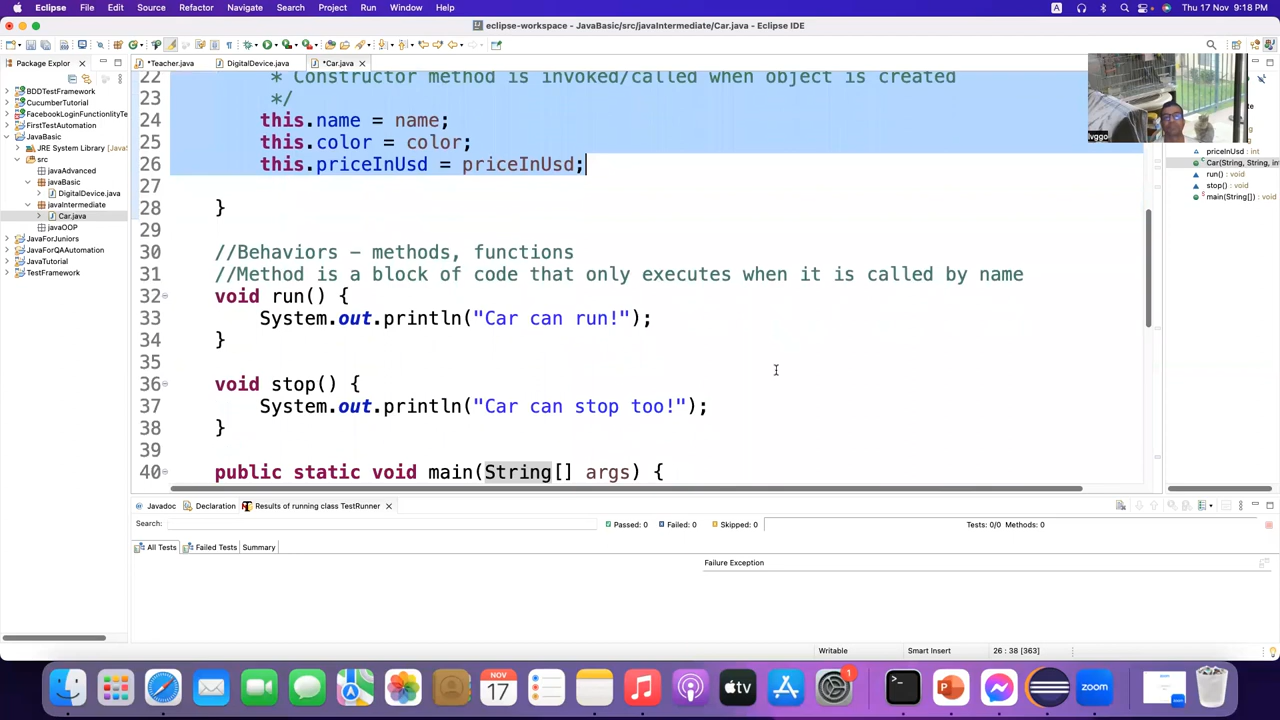 Eclipse File Edit Source Refactor Navigate Search Project Run Window Help A Thu 17 Nov 9:18 PM
eclipse-workspace - JavaBasic/src/javaIntermediate/Car.java - Eclipse IDE
Package Explorer
*Teacher.java DigitalDevice.java *Car.java
BDDTestFramework
CucumberTutorial
FacebookLoginFunctionlityTe
FirstTestAutomation
JavaBasic
JRE System Library [Java
src
javaAdvanced
javaBasic
DigitalDevice.java
javaIntermediate
Car.java
javaOOP
JavaForJuniors
JavaForQAAutomation
JavaTutorial
TestFramework
22 * Constructor method is invoked/called when object is created
23 */
24 this.name = name;
25 this.color = color;
26 this.priceInUsd = priceInUsd;
27
28 }
29
30 //Behaviors - methods, functions
31 //Method is a block of code that only executes when it is called by name
32 void run() {
33 System.out.println("Car can run!");
34 }
35
36 void stop() {
37 System.out.println("Car can stop too!");
38 }
39
40 public static void main(String[] args) {
priceInUsd : int
Car(String, String, in
run() : void
stop() : void
main(String[]) : void
Javadoc Declaration Results of running class TestRunner
Search: Passed: 0 Failed: 0 Skipped: 0 Tests: 0/0 Methods: 0
All Tests Failed Tests Summary
Failure Exception
Writable Smart Insert 26 : 38 [363]
NOV
17
tv
1
zoom